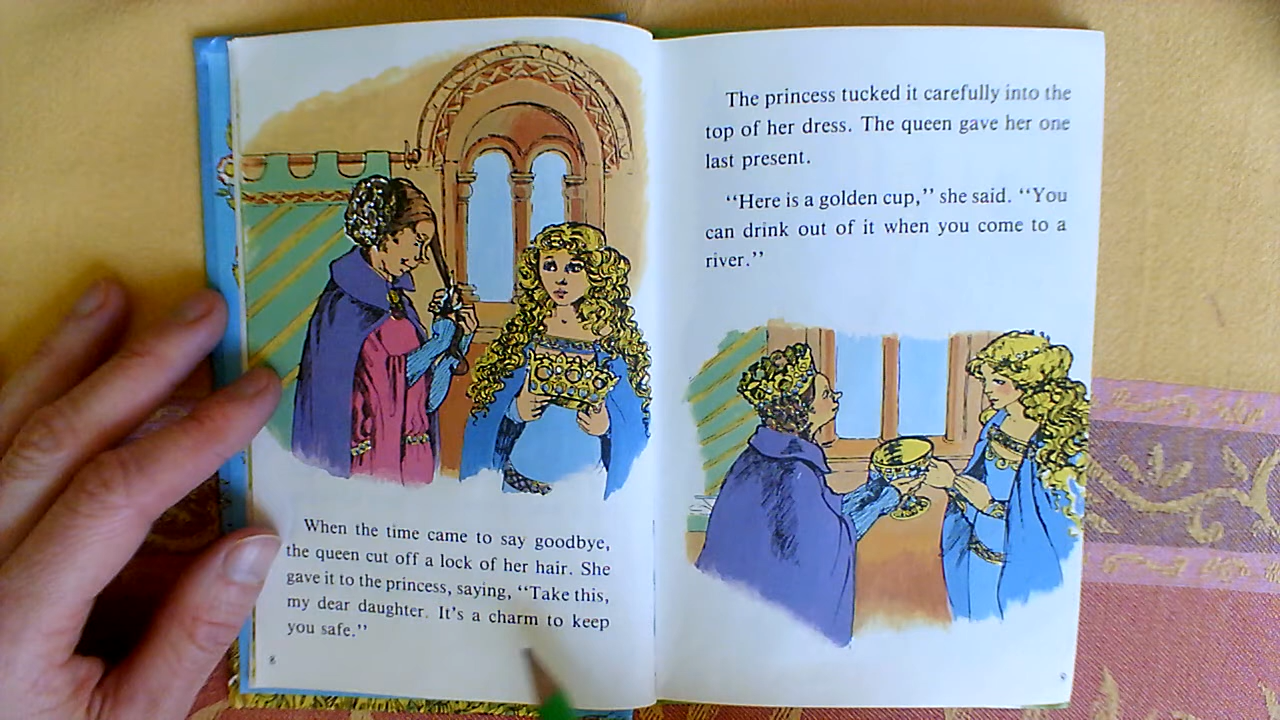 When the time came to say goodbye,
the queen cut off a lock of her hair. She
gave it to the princess, saying, “Take this,
my dear daughter. It’s a charm to keep
you safe.”
8
The princess tucked it carefully into the
top of her dress. The queen gave her one
last present.
“Here is a golden cup,” she said. “You
can drink out of it when you come to a
river.”
9